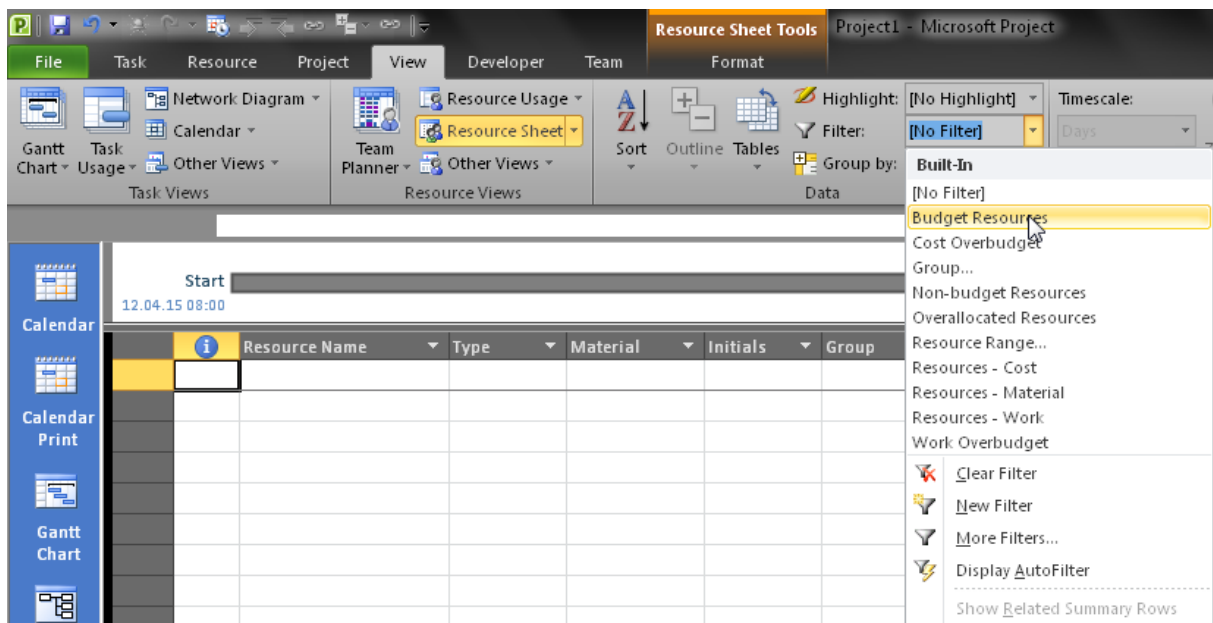 Resource Sheet Tools Project1 - Microsoft Project
File Task Resource Project View Developer Team Format
Gantt
Chart
Task
Usage
Network Diagram
Calendar
Other Views
Task Views
Team
Planner
Resource Usage
Resource Sheet
Other Views
Resource Views
Sort
Outline
Tables
Highlight: [No Highlight]
Filter: [No Filter]
Group by:
Data
Timescale:
Days
Built-In
[No Filter]
Budget Resources
Cost Overbudget
Group...
Non-budget Resources
Overallocated Resources
Resource Range...
Resources - Cost
Resources - Material
Resources - Work
Work Overbudget
Clear Filter
New Filter
More Filters...
Display AutoFilter
Show Related Summary Rows
Start
12.04.15 08:00
Resource Name Type Material Initials Group
Calendar
Calendar
Print
Gantt
Chart